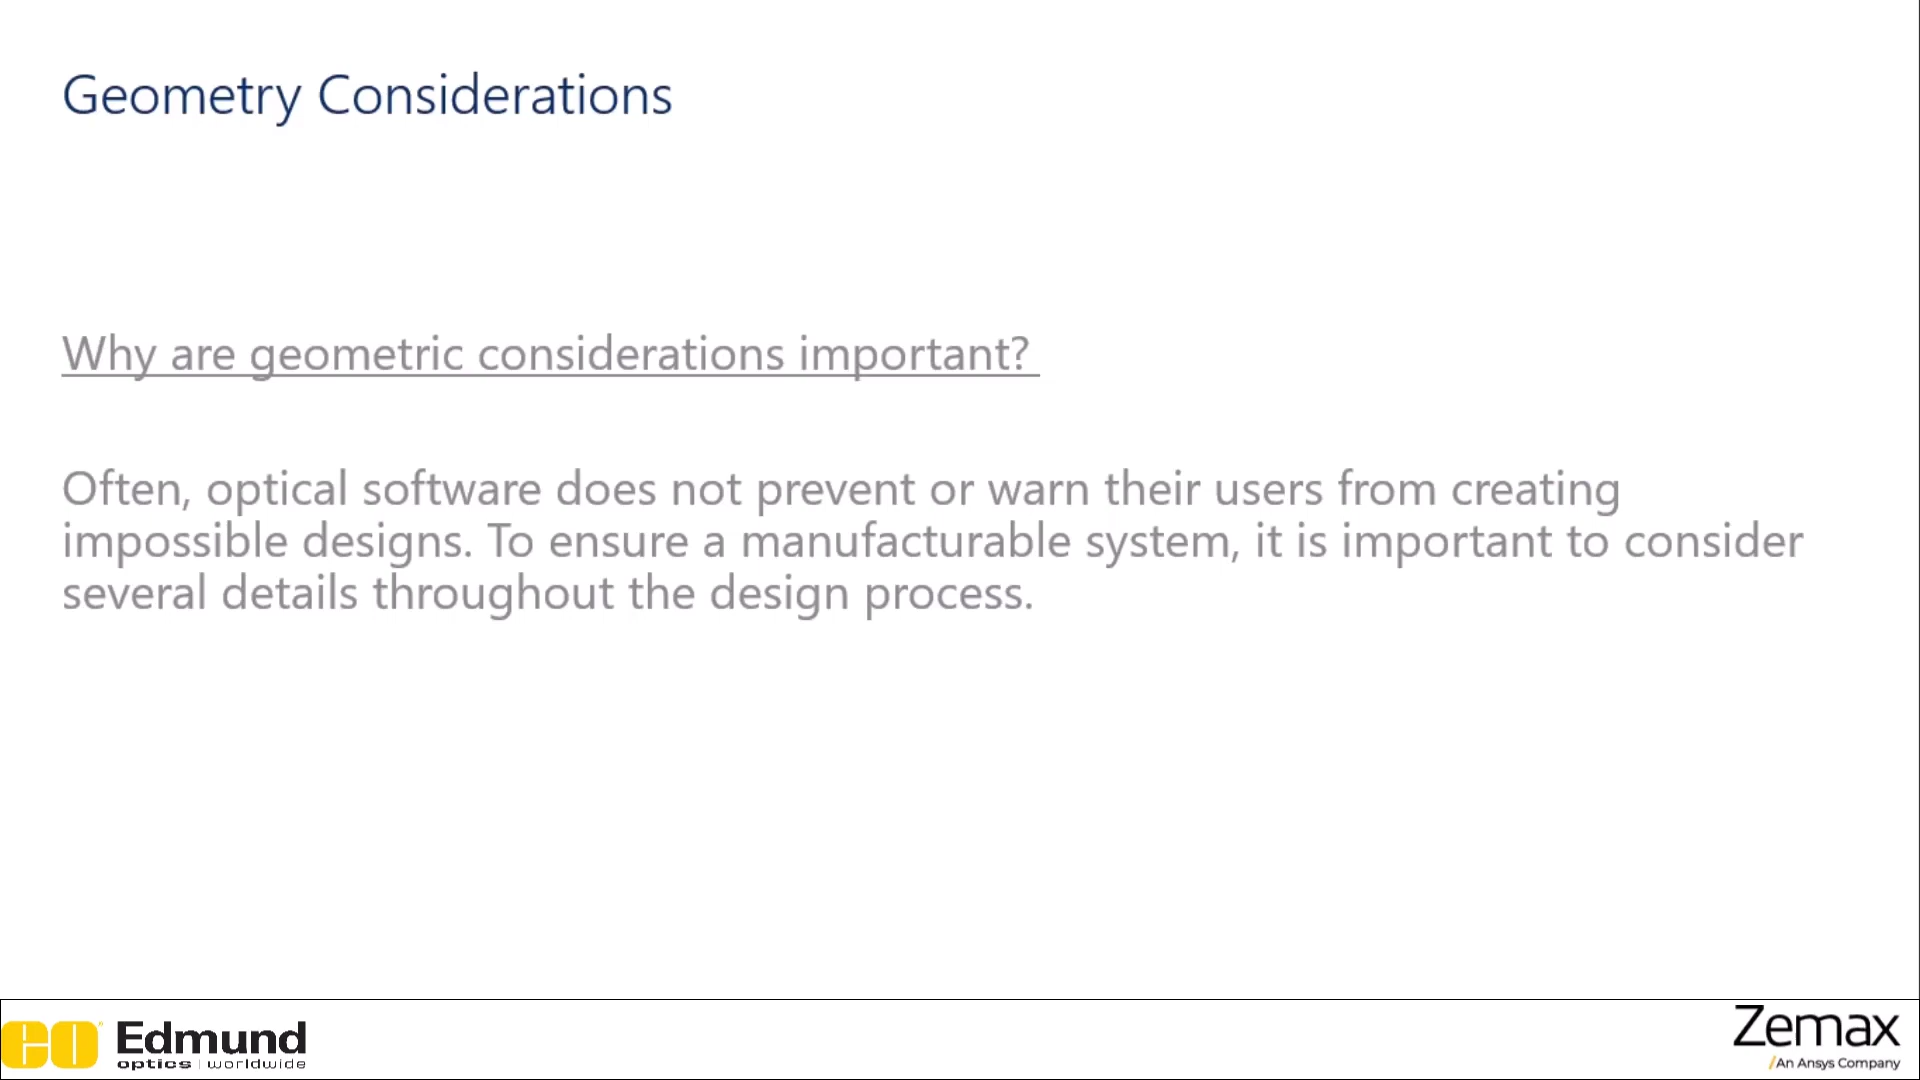 Geometry Considerations
Why are geometric considerations important?
Often, optical software does not prevent or warn their users from creating
impossible designs. To ensure a manufacturable system, it is important to consider
several details throughout the design process.
EO Edmund
optics | worldwide
Zemax
/An Ansys Company